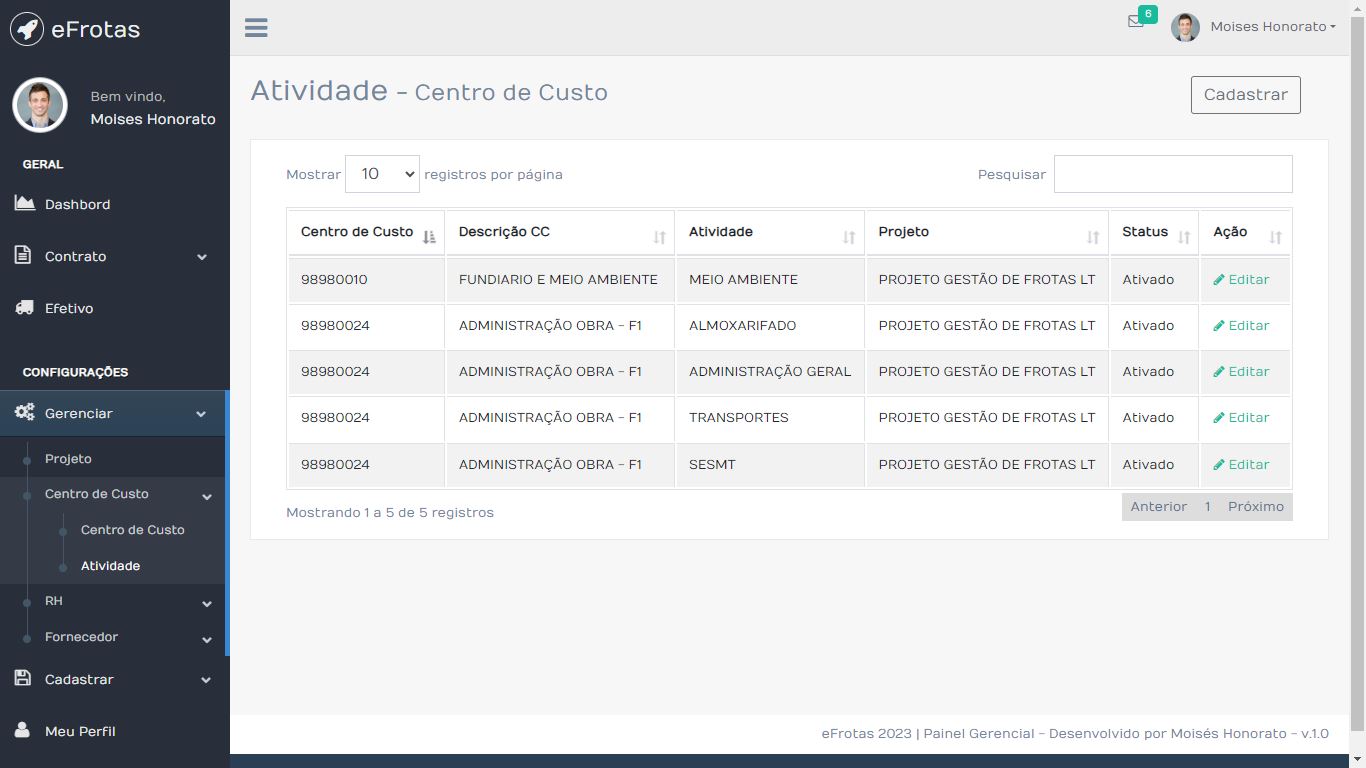 eFrotas
6
Moises Honorato
Bem vindo,
Moises Honorato
GERAL
Dashbord
Contrato
Efetivo
CONFIGURAÇÕES
Gerenciar
Projeto
Centro de Custo
Centro de Custo
Atividade
RH
Fornecedor
Cadastrar
Meu Perfil
Atividade - Centro de Custo
Cadastrar
Mostrar 10 registros por página
Pesquisar
Centro de Custo Descrição CC Atividade Projeto Status Ação
98980010 FUNDIARIO E MEIO AMBIENTE MEIO AMBIENTE PROJETO GESTÃO DE FROTAS LT Ativado Editar
98980024 ADMINISTRAÇÃO OBRA - F1 ALMOXARIFADO PROJETO GESTÃO DE FROTAS LT Ativado Editar
98980024 ADMINISTRAÇÃO OBRA - F1 ADMINISTRAÇÃO GERAL PROJETO GESTÃO DE FROTAS LT Ativado Editar
98980024 ADMINISTRAÇÃO OBRA - F1 TRANSPORTES PROJETO GESTÃO DE FROTAS LT Ativado Editar
98980024 ADMINISTRAÇÃO OBRA - F1 SESMT PROJETO GESTÃO DE FROTAS LT Ativado Editar
Mostrando 1 a 5 de 5 registros
Anterior 1 Próximo
eFrotas 2023 | Painel Gerencial - Desenvolvido por Moisés Honorato - v.1.0